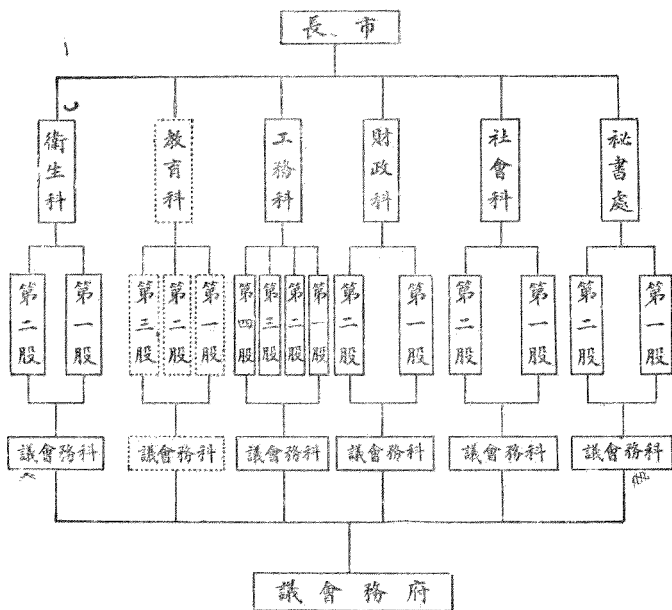 市長
祕書處
社會科
財政科
工務科
教育科
衛生科
第一股
第二股
第一股
第二股
第一股
第二股
第一股
第二股
第三股
第四股
第一股
第二股
第三股
第一股
第二股
科務會議
科務會議
科務會議
科務會議
科務會議
科務會議
府務會議